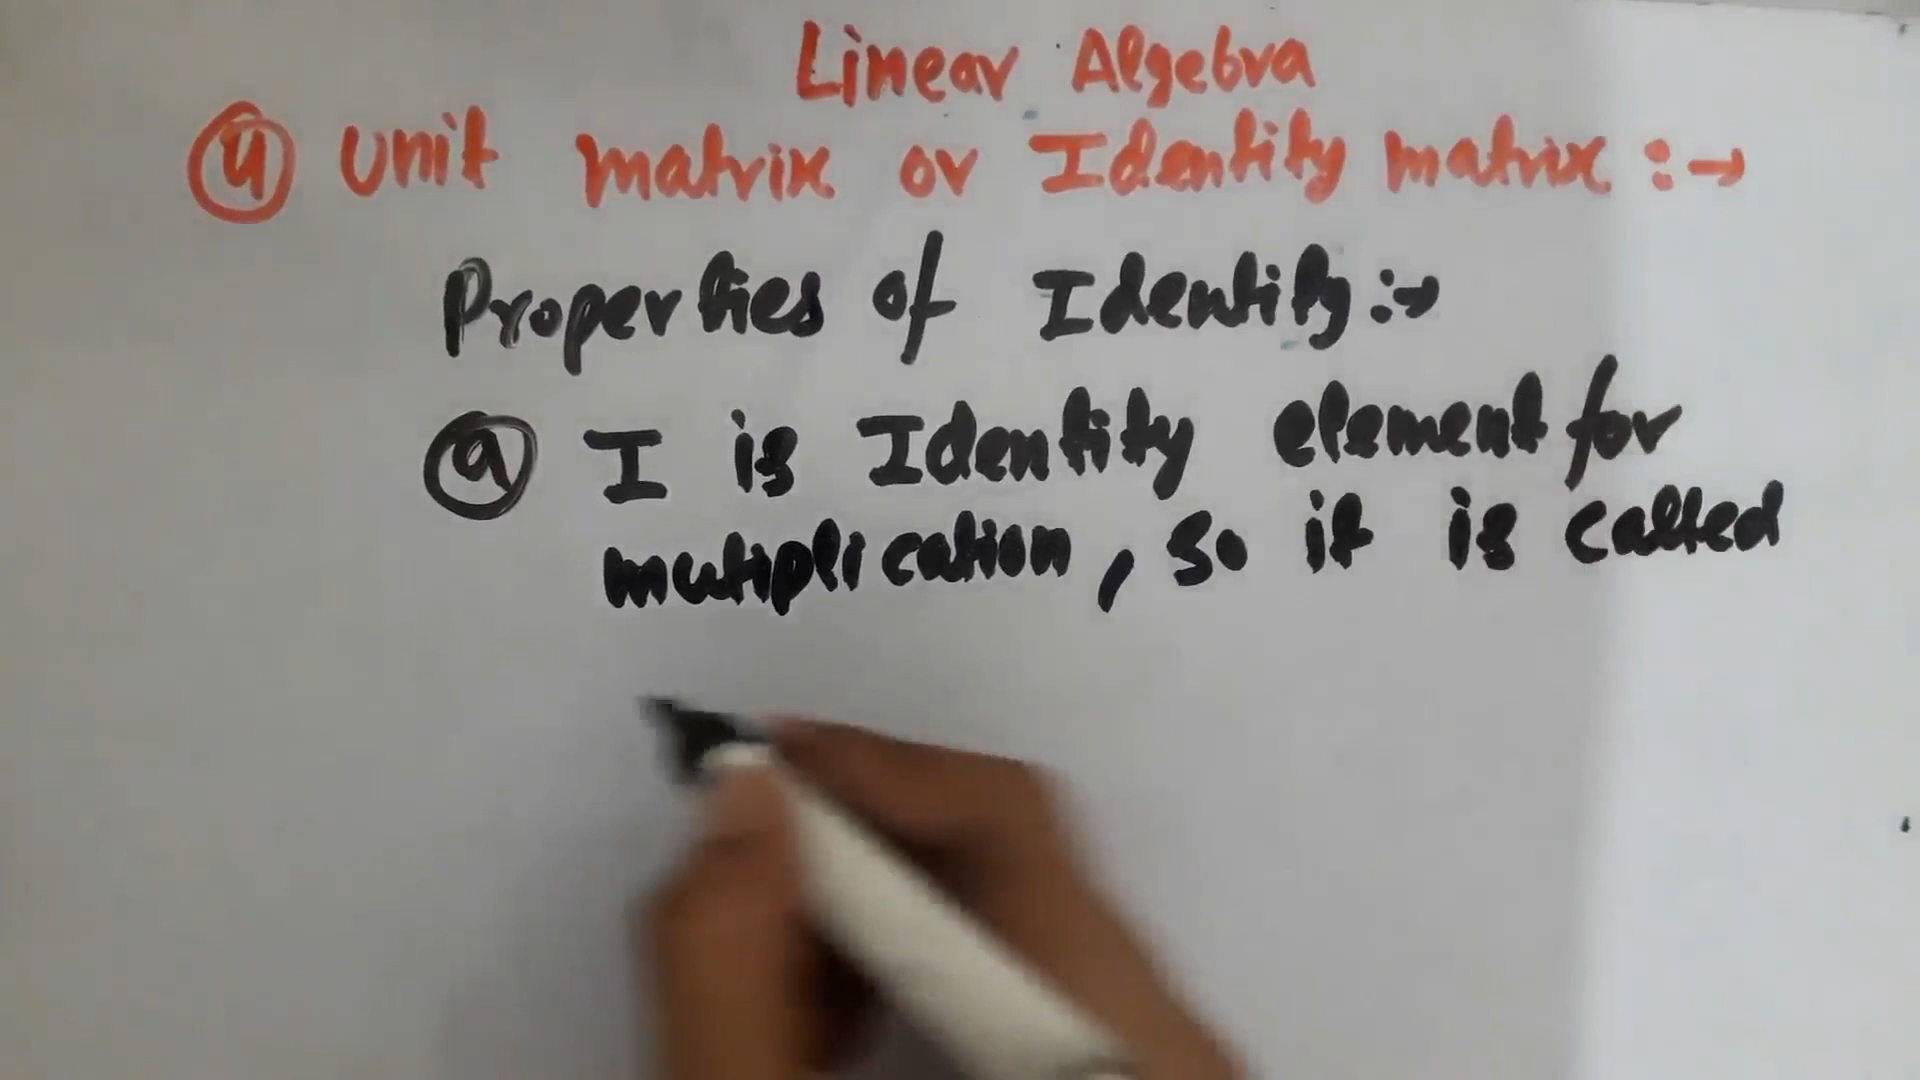 Linear Algebra
4 Unit matrix or Identity matrix :→
Properties of Identity :→
a I is Identity element for
mutiplication, so it is called